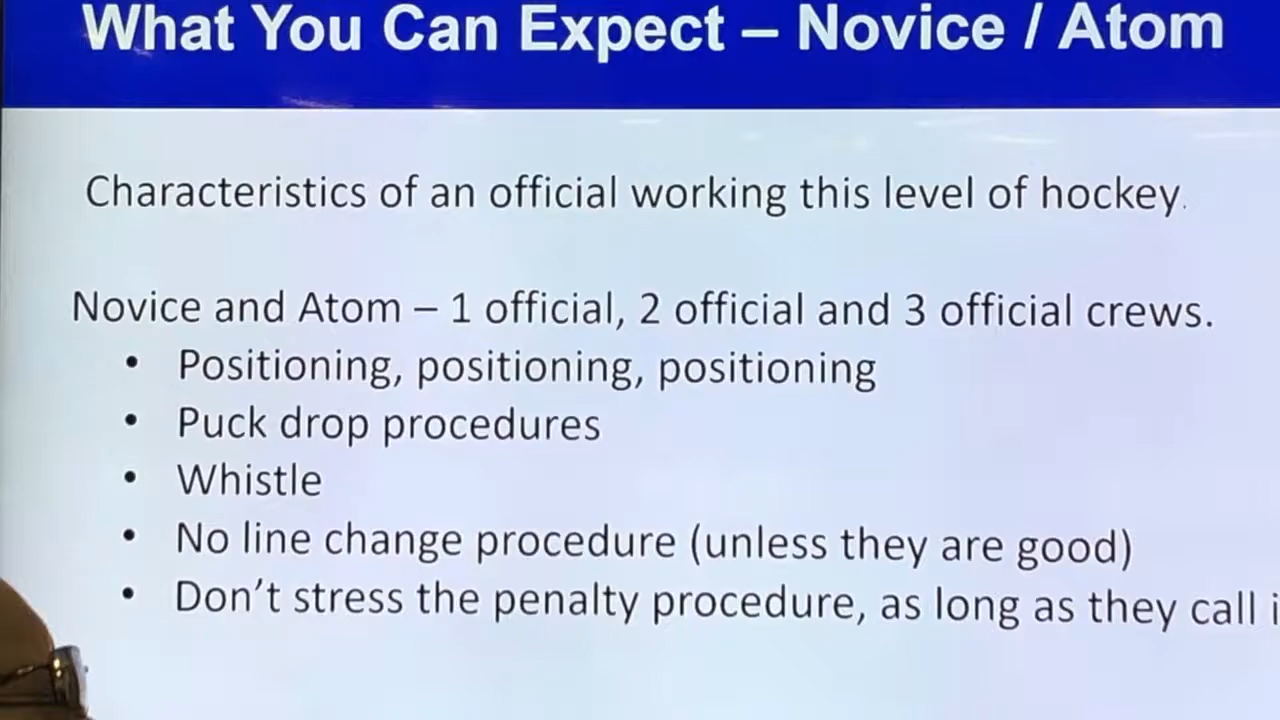 What You Can Expect – Novice / Atom
Characteristics of an official working this level of hockey.
Novice and Atom – 1 official, 2 official and 3 official crews.
• Positioning, positioning, positioning
• Puck drop procedures
• Whistle
• No line change procedure (unless they are good)
• Don't stress the penalty procedure, as long as they call